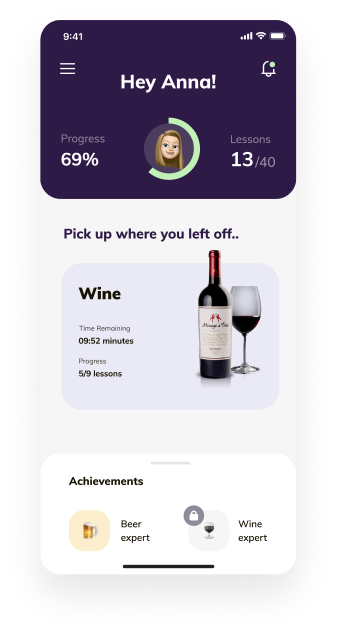 9:41
Hey Anna!
Progress
69%
Lessons
13/40
Pick up where you left off..
Wine
Time Remaining
09:52 minutes
Progress
5/9 lessons
Achievements
Beer
expert
Wine
expert